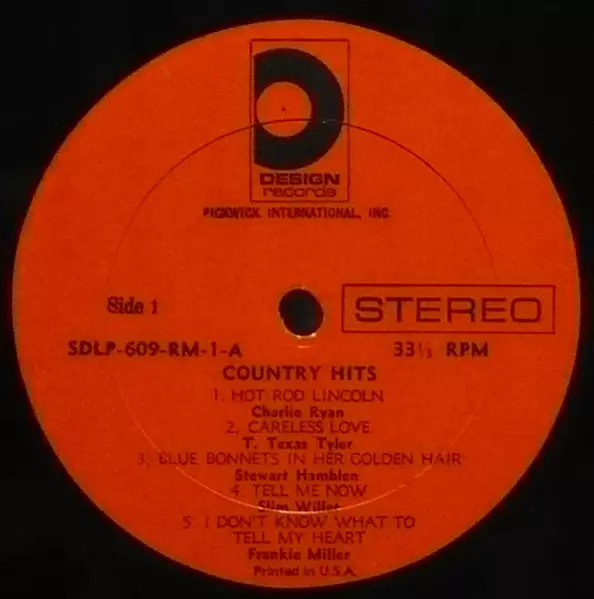 DESIGN
records
PICKWICK INTERNATIONAL, INC.
Side 1
STEREO
SDLP-609-RM-1-A
33⅓ RPM
COUNTRY HITS
1. HOT ROD LINCOLN
Charlie Ryan
2. CARELESS LOVE
T. Texas Tyler
3. BLUE BONNETS IN HER GOLDEN HAIR
Stewart Hamblen
4. TELL ME NOW
Slim Willet
5. I DON'T KNOW WHAT TO
TELL MY HEART
Frankie Miller
Printed in U.S.A.